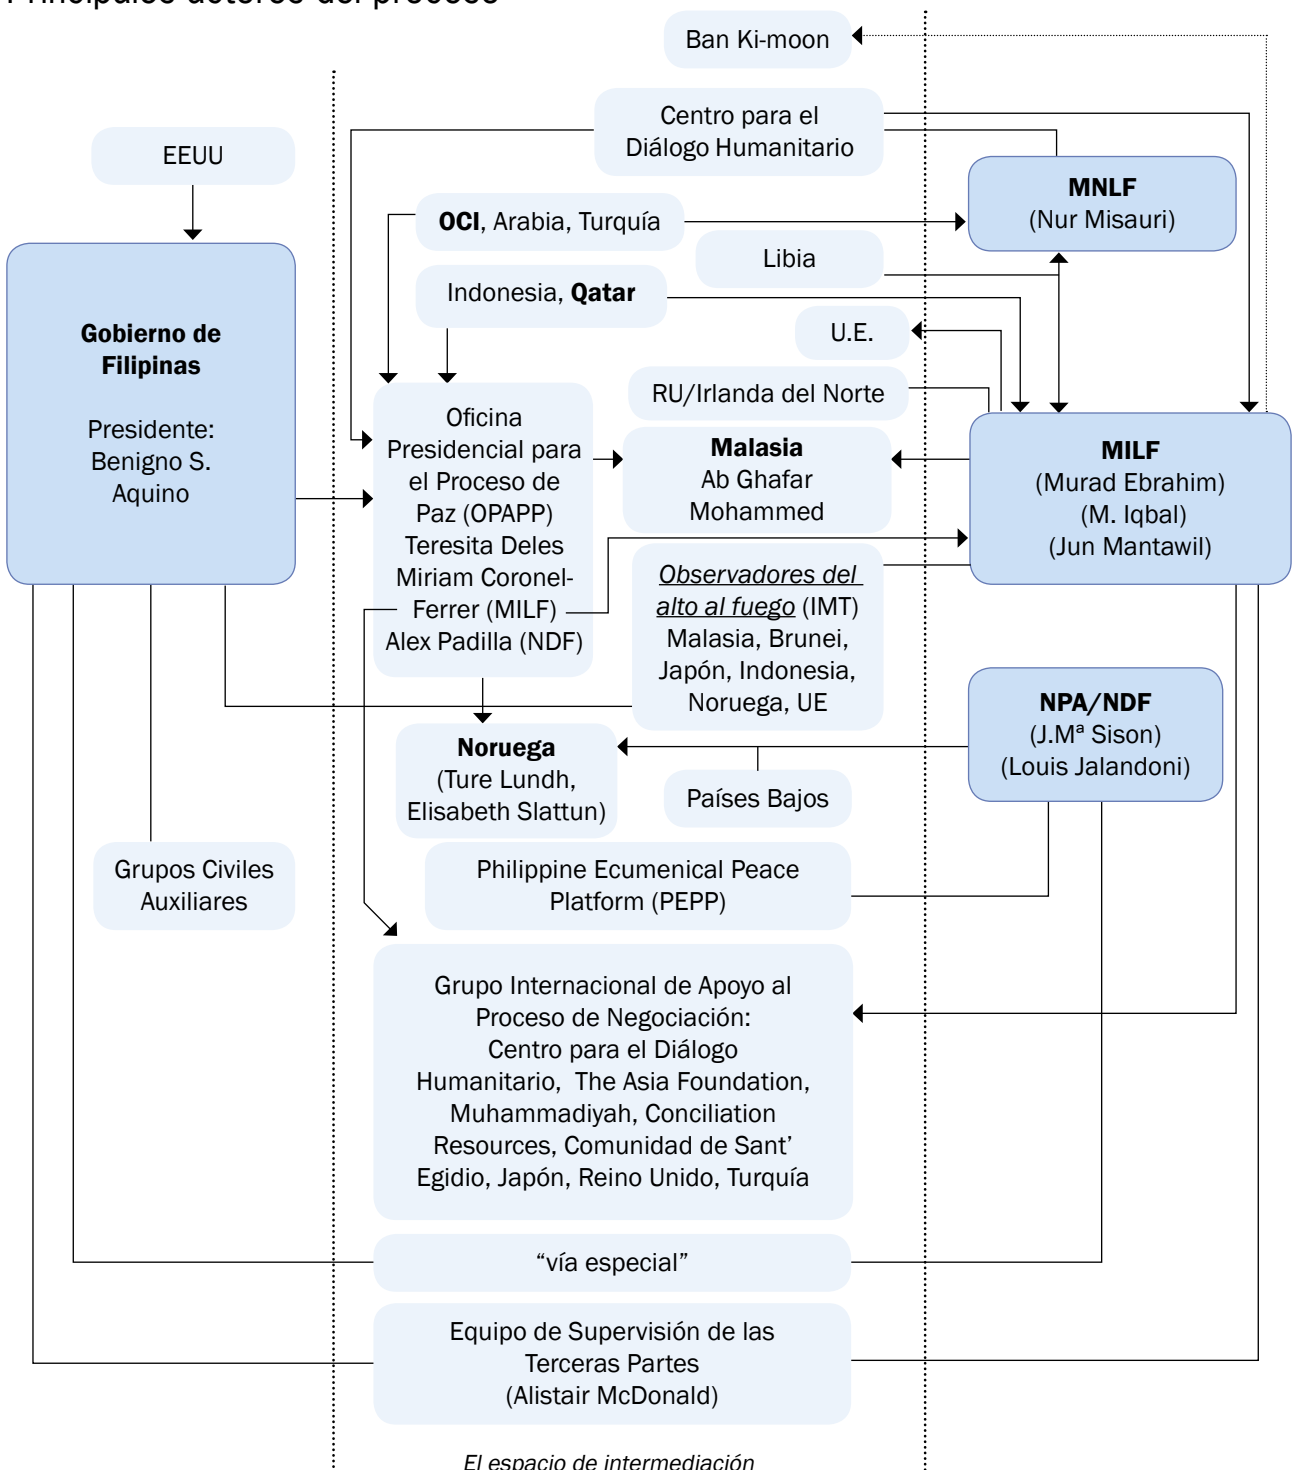 Principales actores del proceso
Ban Ki-moon
Centro para el
Diálogo Humanitario
EEUU
MNLF
(Nur Misauri)
OCI, Arabia, Turquía
Libia
Indonesia, Qatar
U.E.
Gobierno de
Filipinas
Presidente:
Benigno S.
Aquino
RU/Irlanda del Norte
Oficina
Presidencial para
el Proceso de
Paz (OPAPP)
Teresita Deles
Miriam Coronel-
Ferrer (MILF)
Alex Padilla (NDF)
Malasia
Ab Ghafar
Mohammed
MILF
(Murad Ebrahim)
(M. Iqbal)
(Jun Mantawil)
Observadores del
alto al fuego (IMT)
Malasia, Brunei,
Japón, Indonesia,
Noruega, UE
NPA/NDF
(J.Mª Sison)
(Louis Jalandoni)
Noruega
(Ture Lundh,
Elisabeth Slattun)
Países Bajos
Grupos Civiles
Auxiliares
Philippine Ecumenical Peace
Platform (PEPP)
Grupo Internacional de Apoyo al
Proceso de Negociación:
Centro para el Diálogo
Humanitario, The Asia Foundation,
Muhammadiyah, Conciliation
Resources, Comunidad de Sant’
Egidio, Japón, Reino Unido, Turquía
“vía especial”
Equipo de Supervisión de las
Terceras Partes
(Alistair McDonald)
El espacio de intermediación